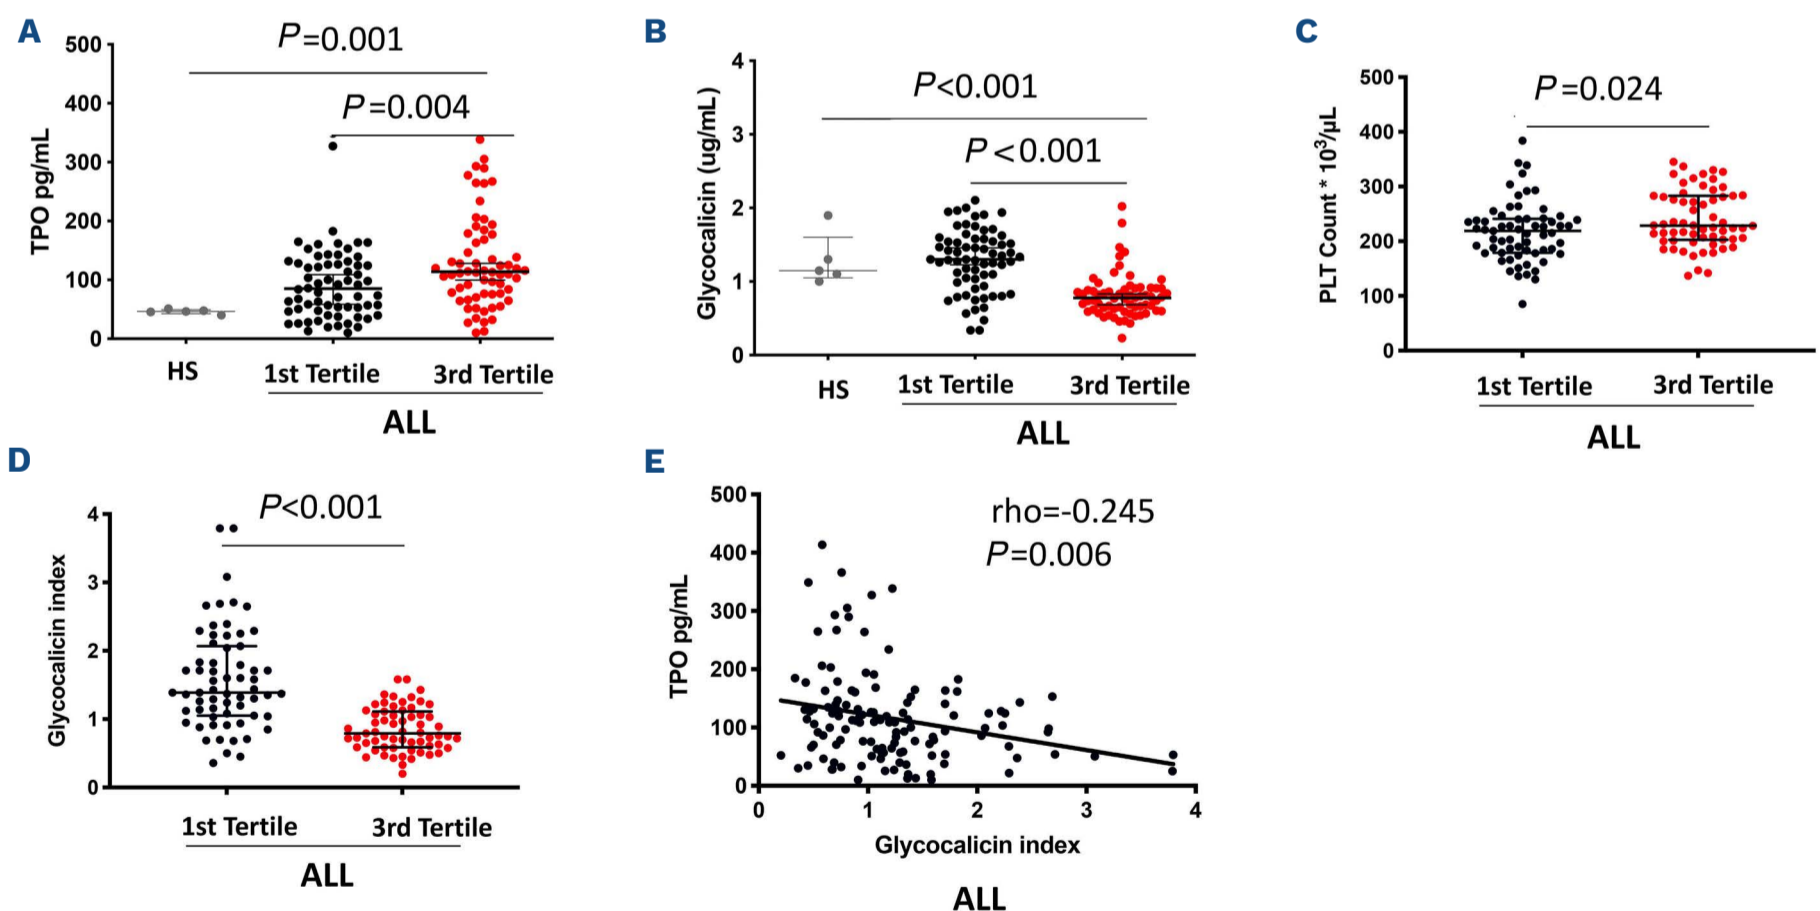 A
P=0.001
P=0.004
TPO pg/mL
500
400
300
200
100
0
HS
1st Tertile
3rd Tertile
ALL
B
P<0.001
P<0.001
Glycocalicin (ug/mL)
4
3
2
1
0
HS
1st Tertile
3rd Tertile
ALL
C
P=0.024
PLT Count * 10³/µL
500
400
300
200
100
0
1st Tertile
3rd Tertile
ALL
D
P<0.001
Glycocalicin index
4
3
2
1
0
1st Tertile
3rd Tertile
ALL
E
rho=-0.245
P=0.006
TPO pg/mL
500
400
300
200
100
0
0 1 2 3 4
Glycocalicin index
ALL